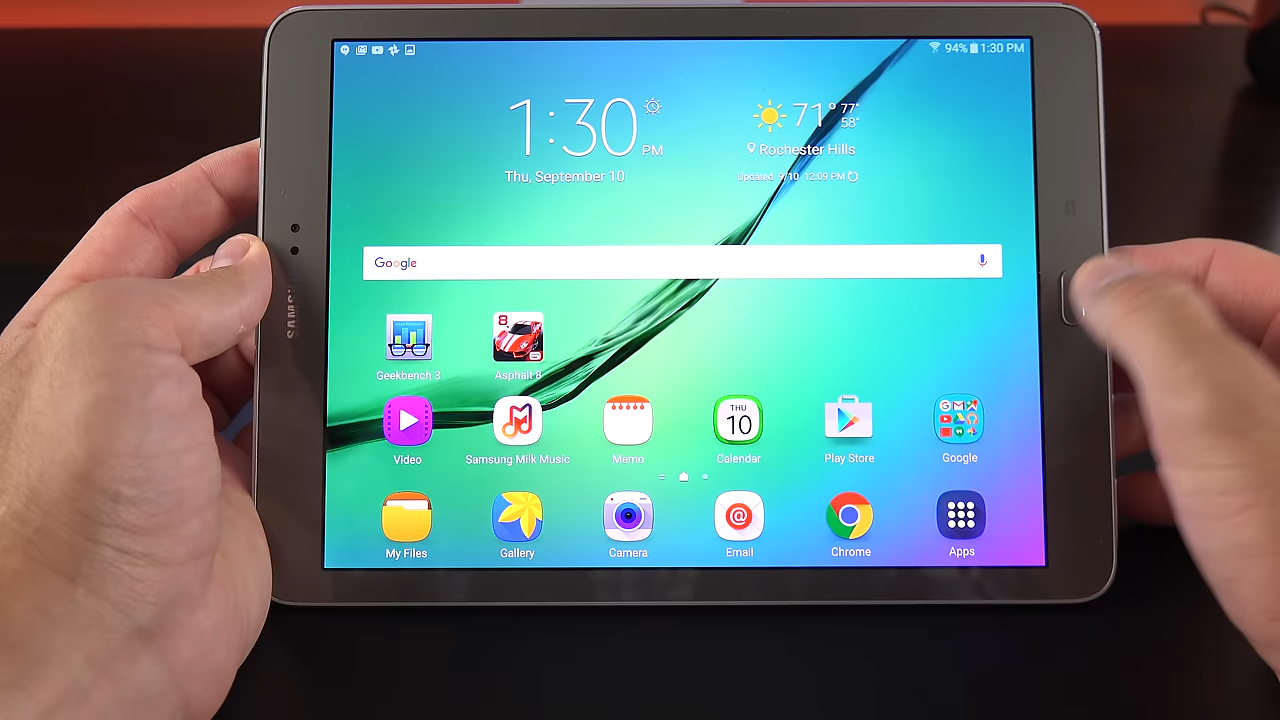 94% 1:30 PM
1:30 PM
71° 77°
58°
Rochester Hills
Thu, September 10
Updated 9/10 12:09 PM
Google
SAMSUNG
8
Geekbench 3
Asphalt 8
THU
10
Video
Samsung Milk Music
Memo
Calendar
Play Store
Google
@
My Files
Gallery
Camera
Email
Chrome
Apps